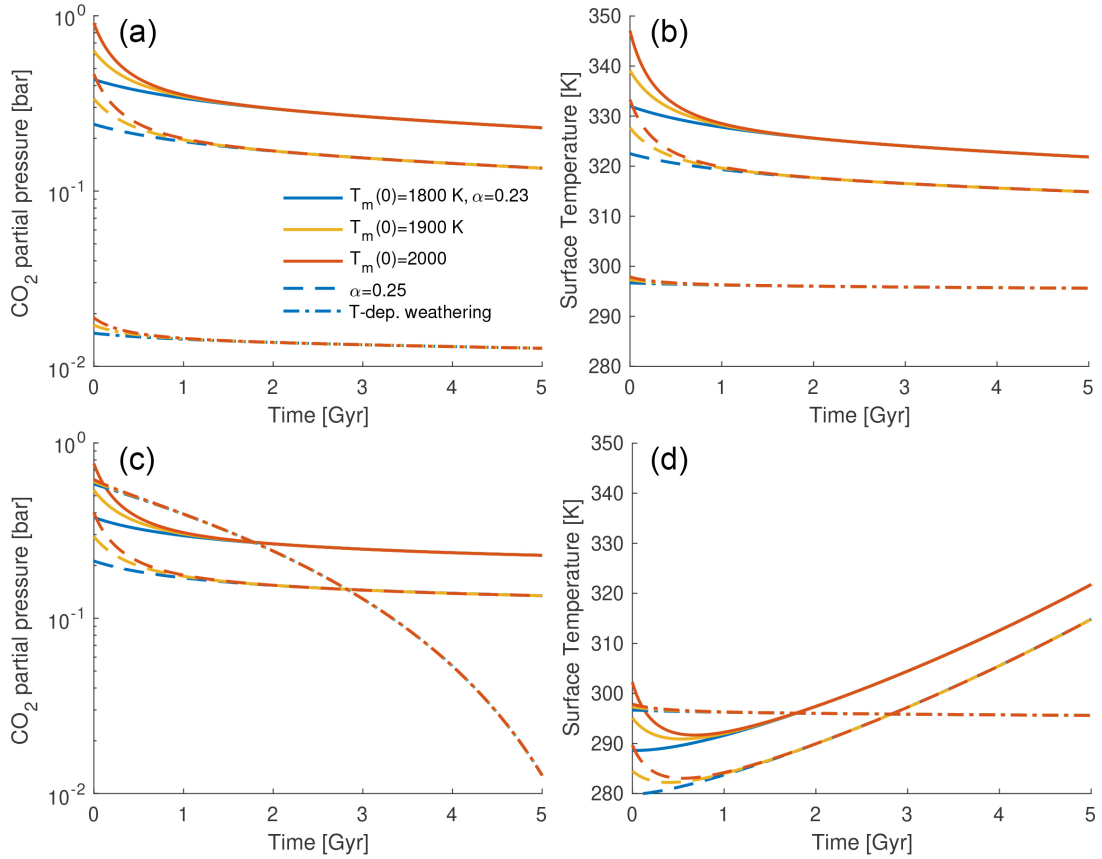 (a)
CO2 partial pressure [bar]
10^0
10^-1
10^-2
0 1 2 3 4 5
Time [Gyr]
T_m(0)=1800 K, α=0.23
T_m(0)=1900 K
T_m(0)=2000
α=0.25
T-dep. weathering
(b)
Surface Temperature [K]
350
340
330
320
310
300
290
280
0 1 2 3 4 5
Time [Gyr]
(c)
CO2 partial pressure [bar]
10^0
10^-1
10^-2
0 1 2 3 4 5
Time [Gyr]
(d)
Surface Temperature [K]
350
340
330
320
310
300
290
280
0 1 2 3 4 5
Time [Gyr]